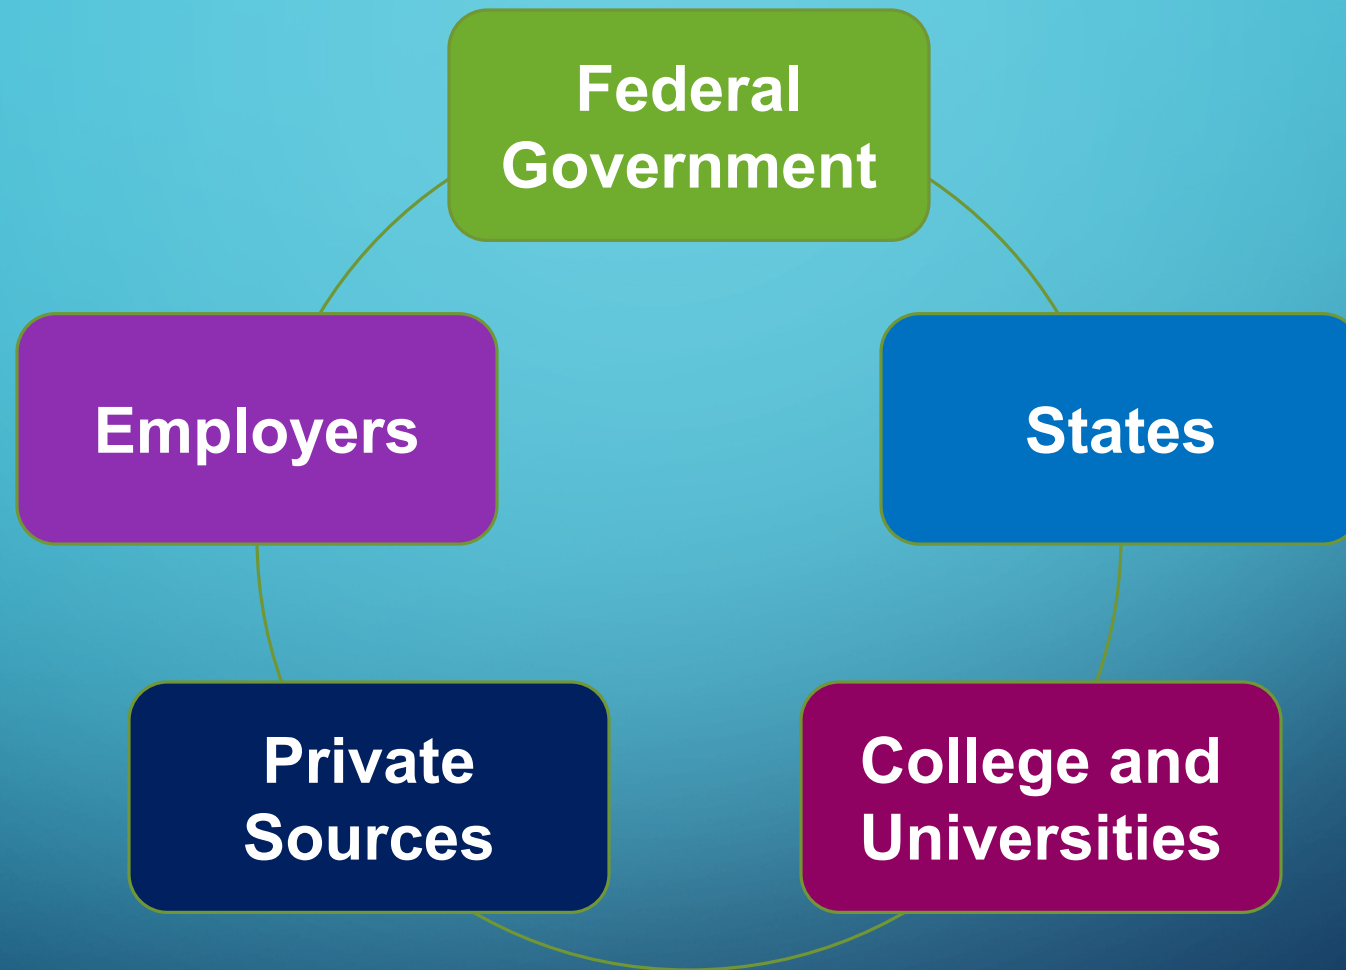 Federal
Government
Employers
States
Private
Sources
College and
Universities